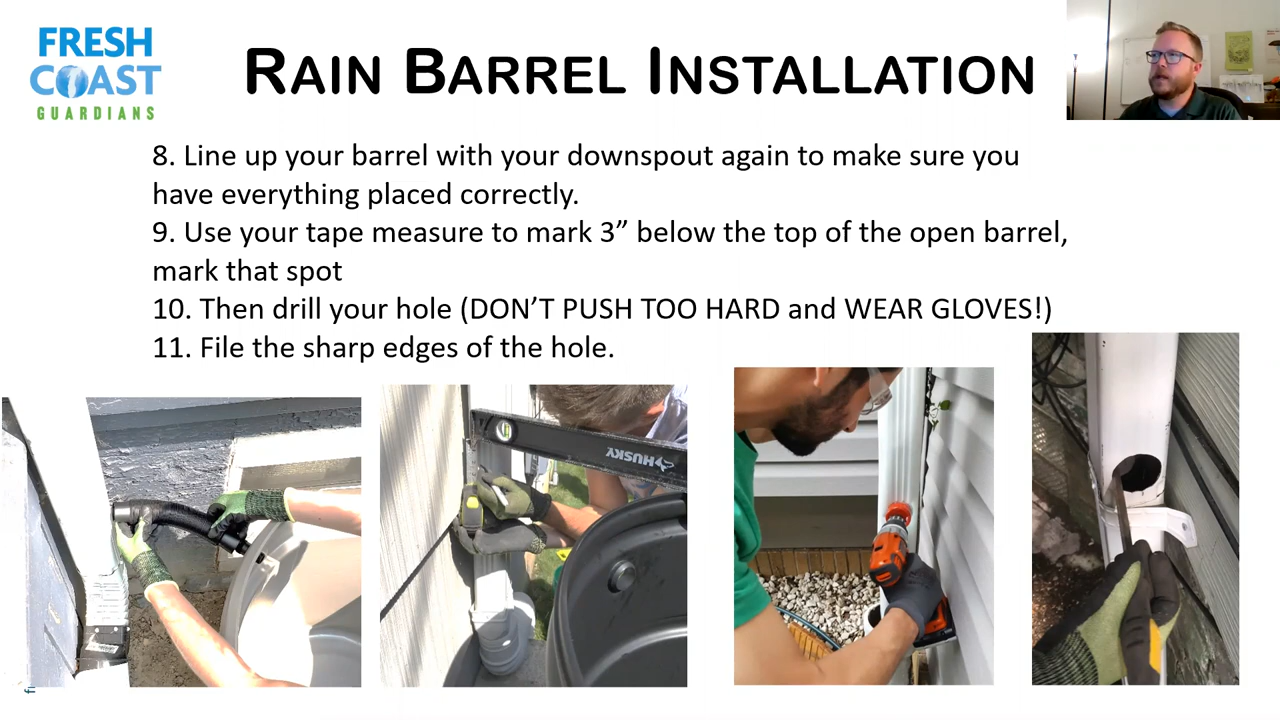 FRESH
COAST
GUARDIANS
RAIN BARREL INSTALLATION
8. Line up your barrel with your downspout again to make sure you
have everything placed correctly.
9. Use your tape measure to mark 3” below the top of the open barrel,
mark that spot
10. Then drill your hole (DON’T PUSH TOO HARD and WEAR GLOVES!)
11. File the sharp edges of the hole.
HUSKY